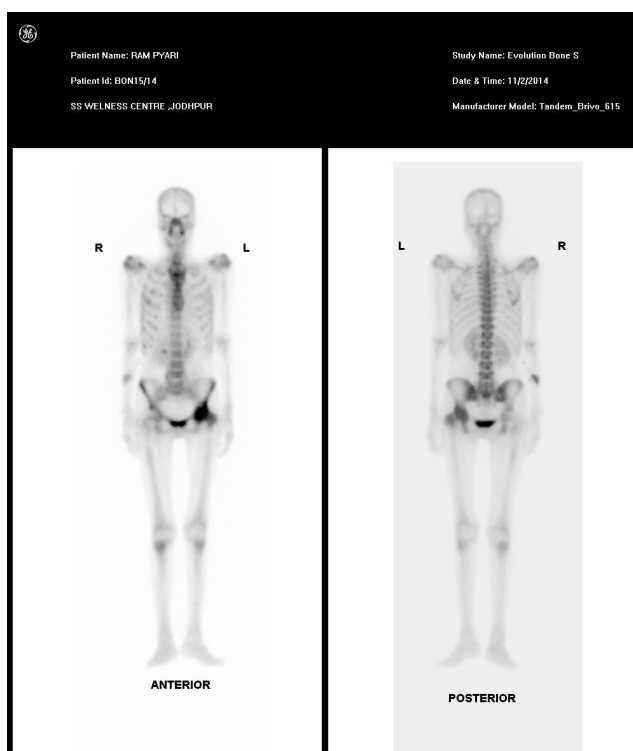 Patient Name: RAM PYARI
Patient Id: BON15/14
SS WELNESS CENTRE ,JODHPUR
Study Name: Evolution Bone S
Date & Time: 11/2/2014
Manufacturer Model: Tandem_Brivo_615
R
L
L
R
ANTERIOR
POSTERIOR